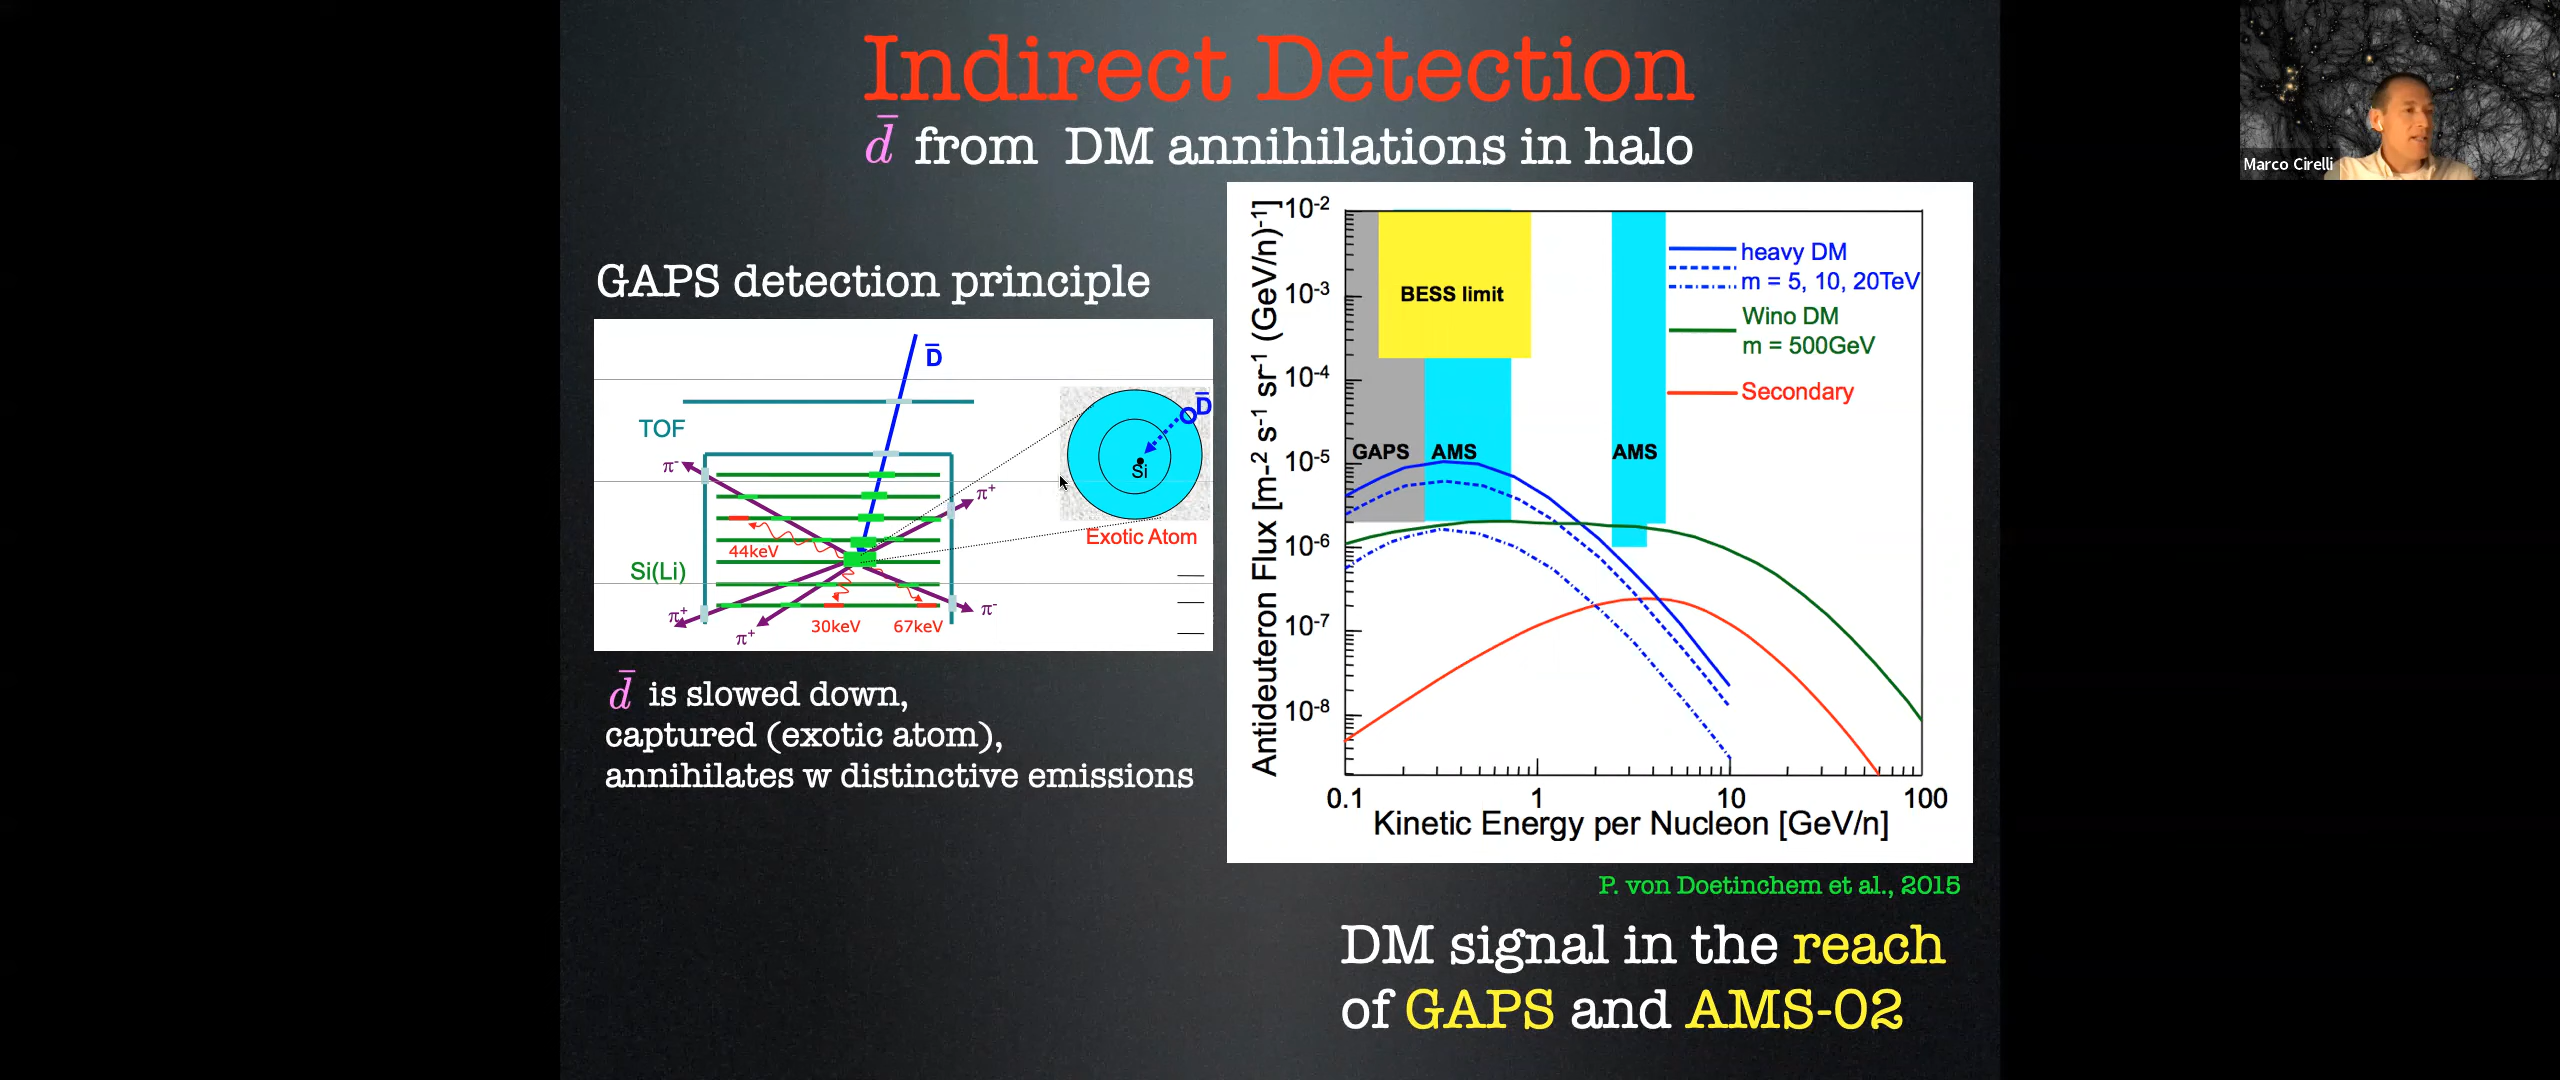 Indirect Detection
d̄ from DM annihilations in halo
Marco Cirelli
GAPS detection principle
D̄
TOF
π-
π+
D̄
Si
Exotic Atom
44keV
Si(Li)
π+
π+
30keV
67keV
π-
d̄ is slowed down,
captured (exotic atom),
annihilates w distinctive emissions
Antideuteron Flux [m-2 s-1 sr-1 (GeV/n)-1]
10-2
10-3
10-4
10-5
10-6
10-7
10-8
BESS limit
GAPS
AMS
AMS
heavy DM
m = 5, 10, 20TeV
Wino DM
m = 500GeV
Secondary
0.1 1 10 100
Kinetic Energy per Nucleon [GeV/n]
P. von Doetinchem et al., 2015
DM signal in the reach
of GAPS and AMS-02